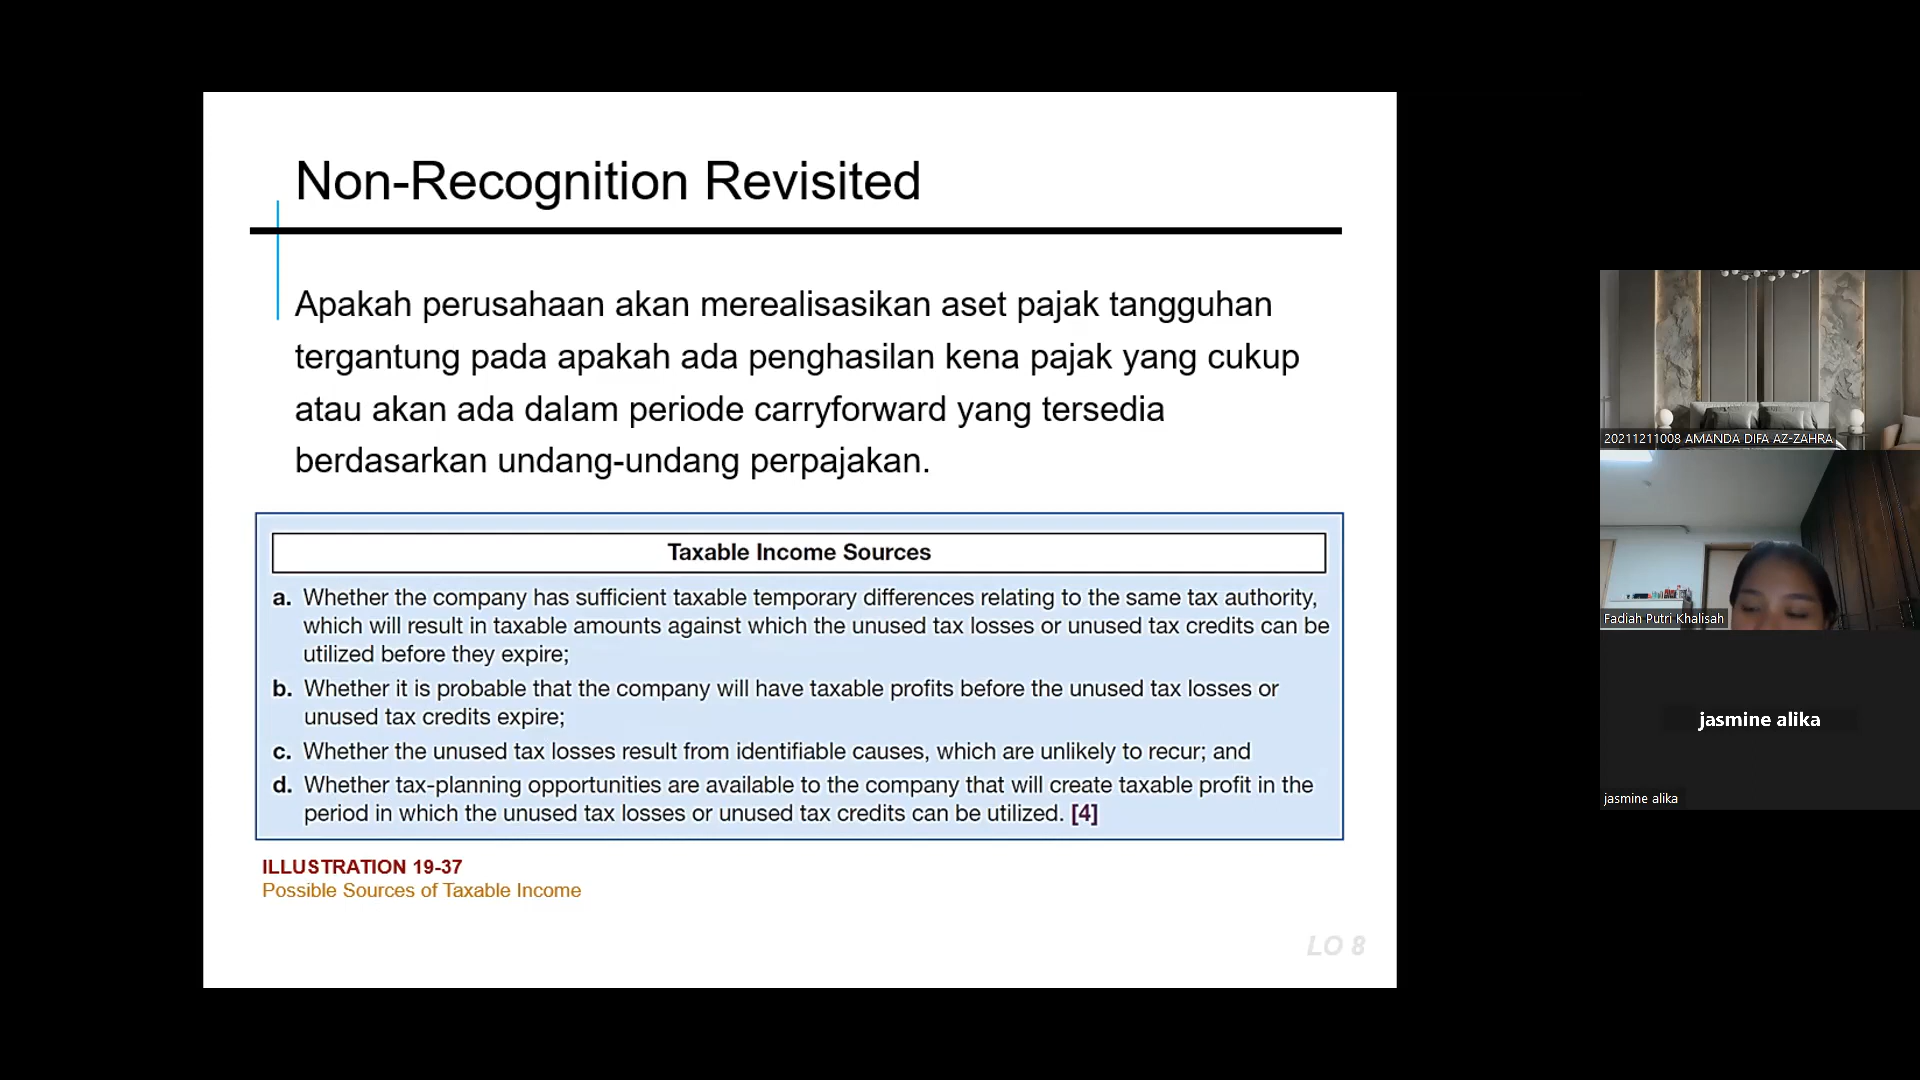 Non-Recognition Revisited
Apakah perusahaan akan merealisasikan aset pajak tangguhan
tergantung pada apakah ada penghasilan kena pajak yang cukup
atau akan ada dalam periode carryforward yang tersedia
berdasarkan undang-undang perpajakan.
Taxable Income Sources
a. Whether the company has sufficient taxable temporary differences relating to the same tax authority,
which will result in taxable amounts against which the unused tax losses or unused tax credits can be
utilized before they expire;
b. Whether it is probable that the company will have taxable profits before the unused tax losses or
unused tax credits expire;
c. Whether the unused tax losses result from identifiable causes, which are unlikely to recur; and
d. Whether tax-planning opportunities are available to the company that will create taxable profit in the
period in which the unused tax losses or unused tax credits can be utilized. [4]
ILLUSTRATION 19-37
Possible Sources of Taxable Income
LO 8
20211211008 AMANDA DIFA AZ-ZAHRA
Fadiah Putri Khalisah
jasmine alika
jasmine alika